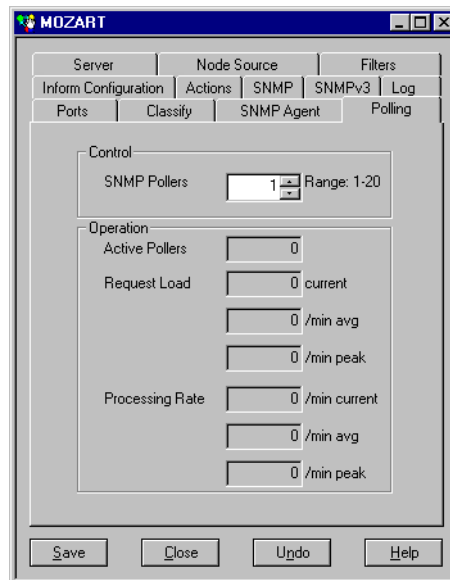 MOZART
Server Node Source Filters
Inform Configuration Actions SNMP SNMPv3 Log
Ports Classify SNMP Agent Polling
Control
SNMP Pollers 1 Range: 1-20
Operation
Active Pollers 0
Request Load 0 current
0 /min avg
0 /min peak
Processing Rate 0 /min current
0 /min avg
0 /min peak
Save Close Undo Help